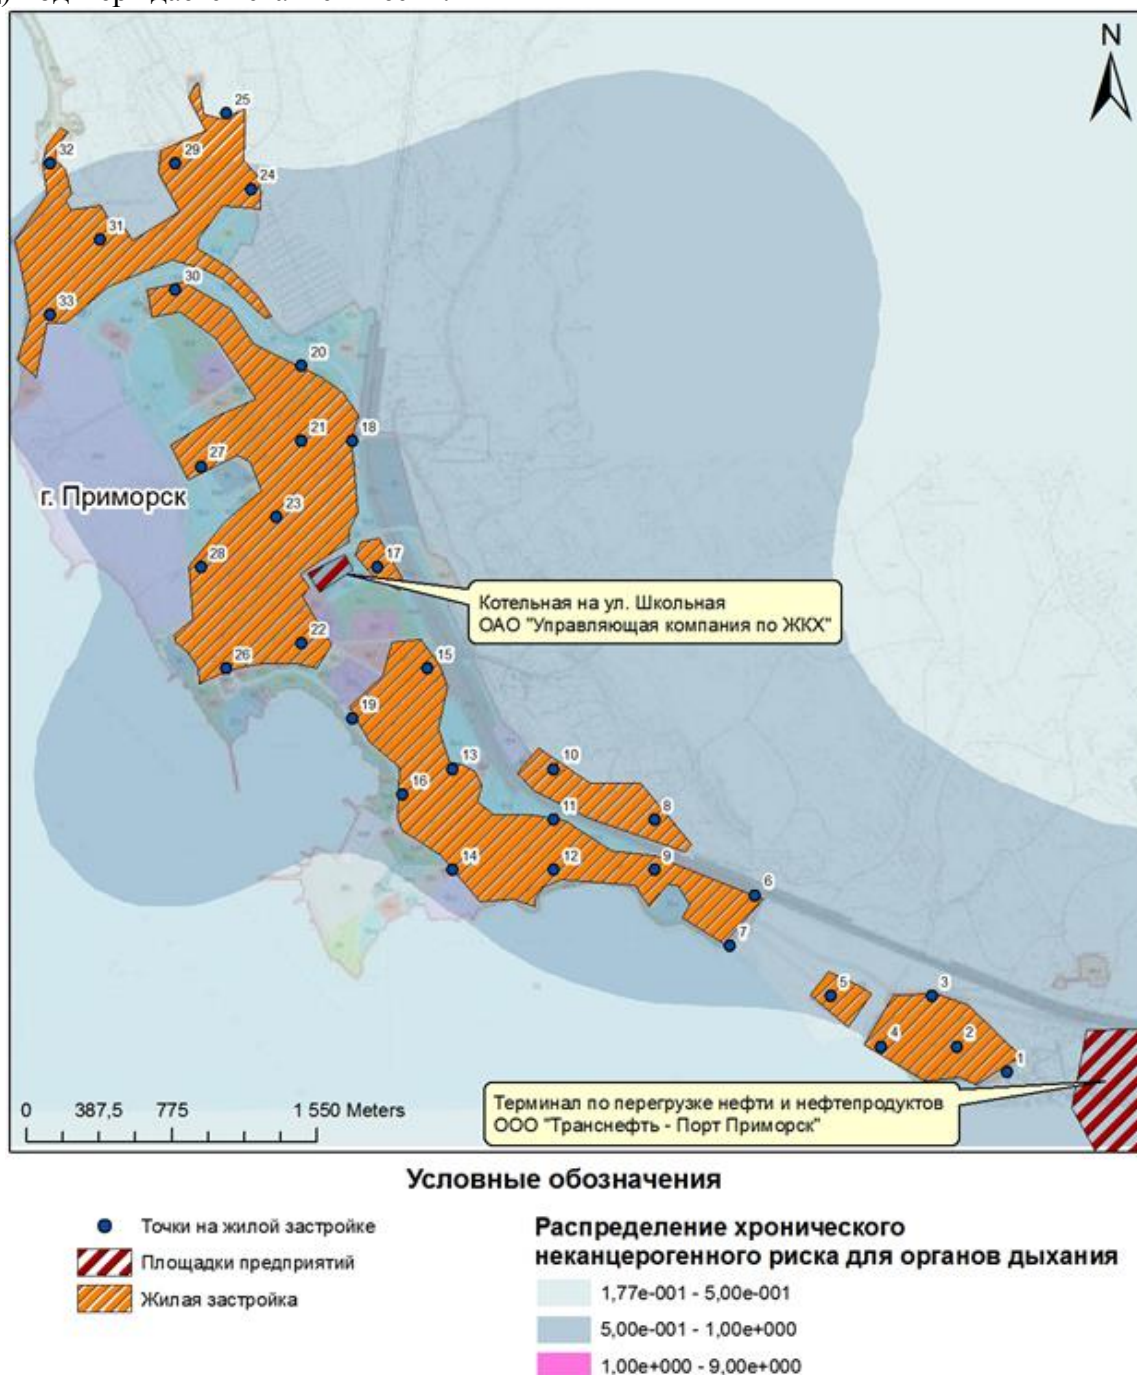 N
25
32
29
24
31
30
33
20
21
18
27
г. Приморск
23
28
17
Котельная на ул. Школьная
ОАО "Управляющая компания по ЖКХ"
22
26
15
19
13
10
16
11
8
14
12
9
6
7
5
3
4
2
1
Терминал по перегрузке нефти и нефтепродуктов
ООО "Транснефть - Порт Приморск"
0 387,5 775 1 550 Meters
Условные обозначения
Точки на жилой застройке
Площадки предприятий
Жилая застройка
Распределение хронического
неканцерогенного риска для органов дыхания
1,77e-001 - 5,00e-001
5,00e-001 - 1,00e+000
1,00e+000 - 9,00e+000